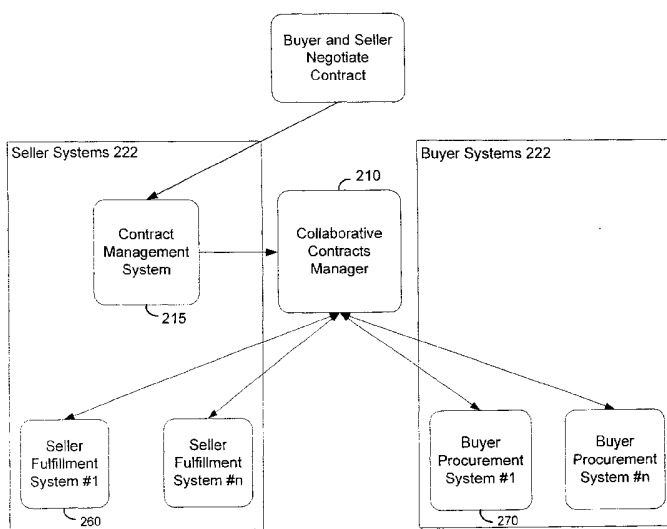 Buyer and Seller
Negotiate
Contract
Seller Systems 222
Buyer Systems 222
210
Contract
Management
System
Collaborative
Contracts
Manager
215
Seller
Fulfillment
System #1
Seller
Fulfillment
System #n
Buyer
Procurement
System #1
Buyer
Procurement
System #n
260
270